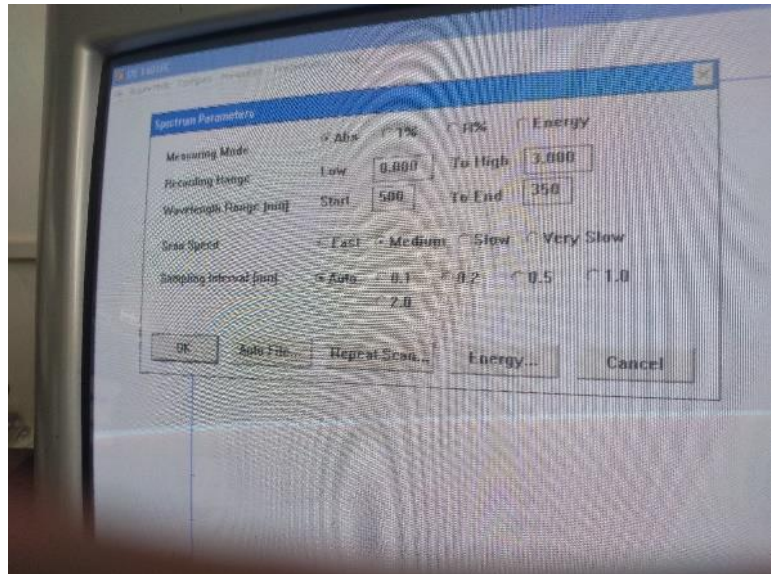 Spectrum Parameters
Measuring Mode Abs T% R% Energy
Recording Range Low 0.000 To High 3.000
Wavelength Range [nm] Start 500 To End 350
Scan Speed Fast Medium Slow Very Slow
Sampling Interval [nm] Auto 0.1 0.2 0.5 1.0
2.0
OK Auto File... Repeat Scan... Energy... Cancel